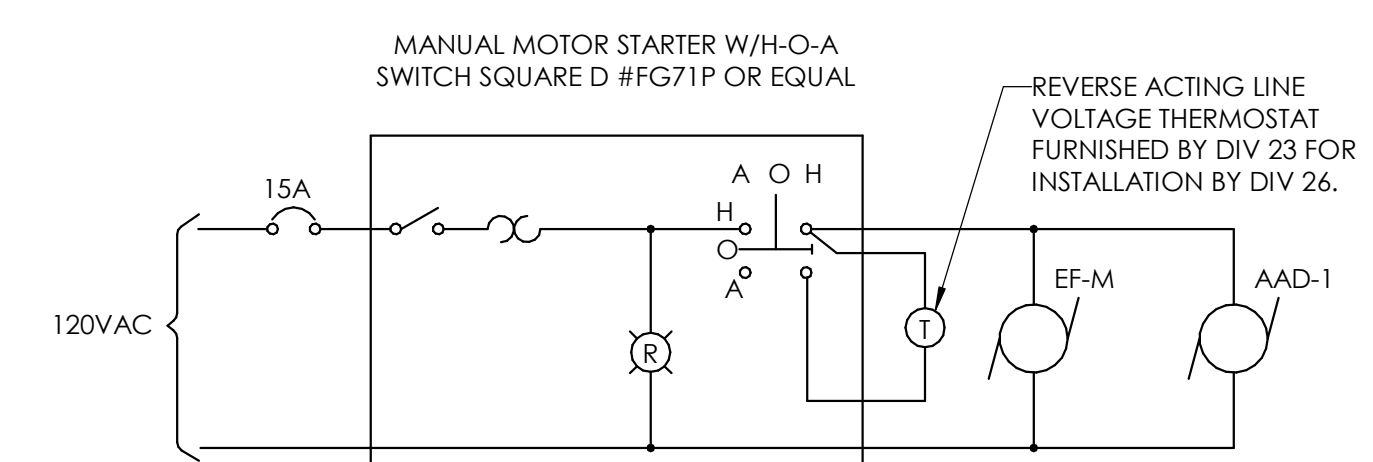 MANUAL MOTOR STARTER W/H-O-A
SWITCH SQUARE D #FG71P OR EQUAL
REVERSE ACTING LINE
VOLTAGE THERMOSTAT
FURNISHED BY DIV 23 FOR
INSTALLATION BY DIV 26.
15A
A O H
H
O
A
120VAC
R
T
EF-M
AAD-1